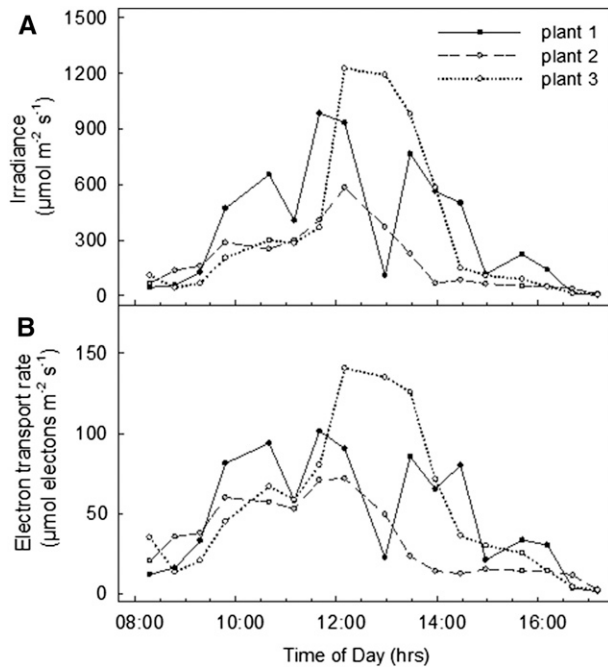 A
1500
1200
900
600
300
0
Irradiance
(µmol m⁻² s⁻¹)
plant 1
plant 2
plant 3
B
150
100
50
0
Electron transport rate
(µmol electons m⁻² s⁻¹)
08:00 10:00 12:00 14:00 16:00
Time of Day (hrs)